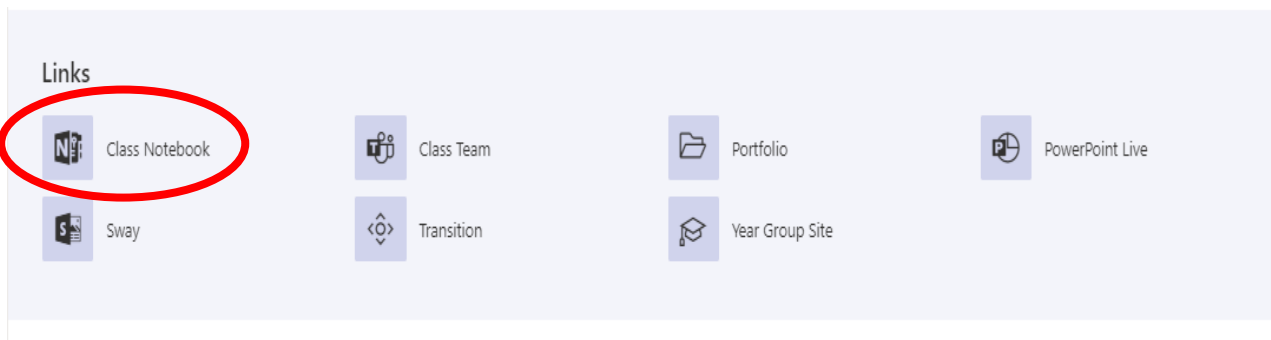 Links
Class Notebook
Class Team
Portfolio
PowerPoint Live
Sway
Transition
Year Group Site